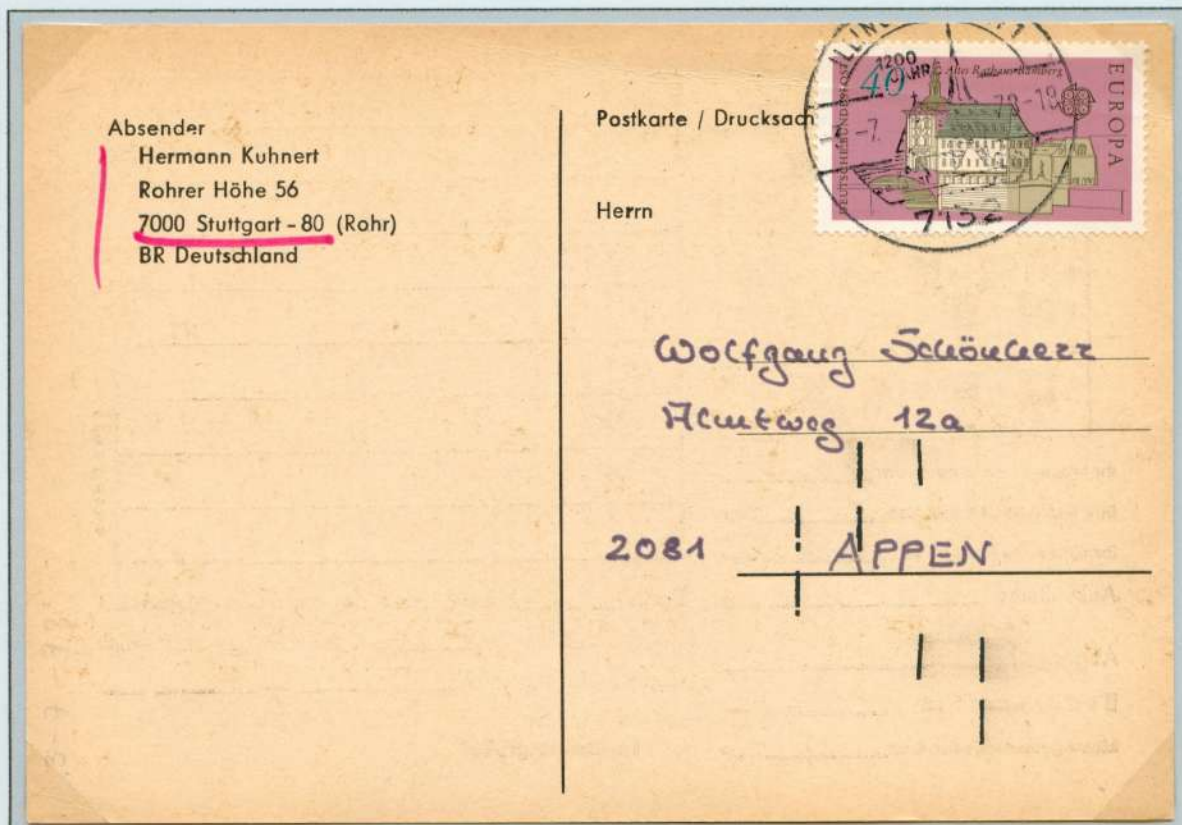 Absender
Hermann Kuhnert
Rohrer Höhe 56
7000 Stuttgart - 80 (Rohr)
BR Deutschland
Postkarte / Drucksach
Herrn
Wolfgang Schönherr
12a
2081 APPEN
40
Altes Rathaus Bamberg
EUROPA
DEUTSCHE BUNDESPOST
1200
JAHR